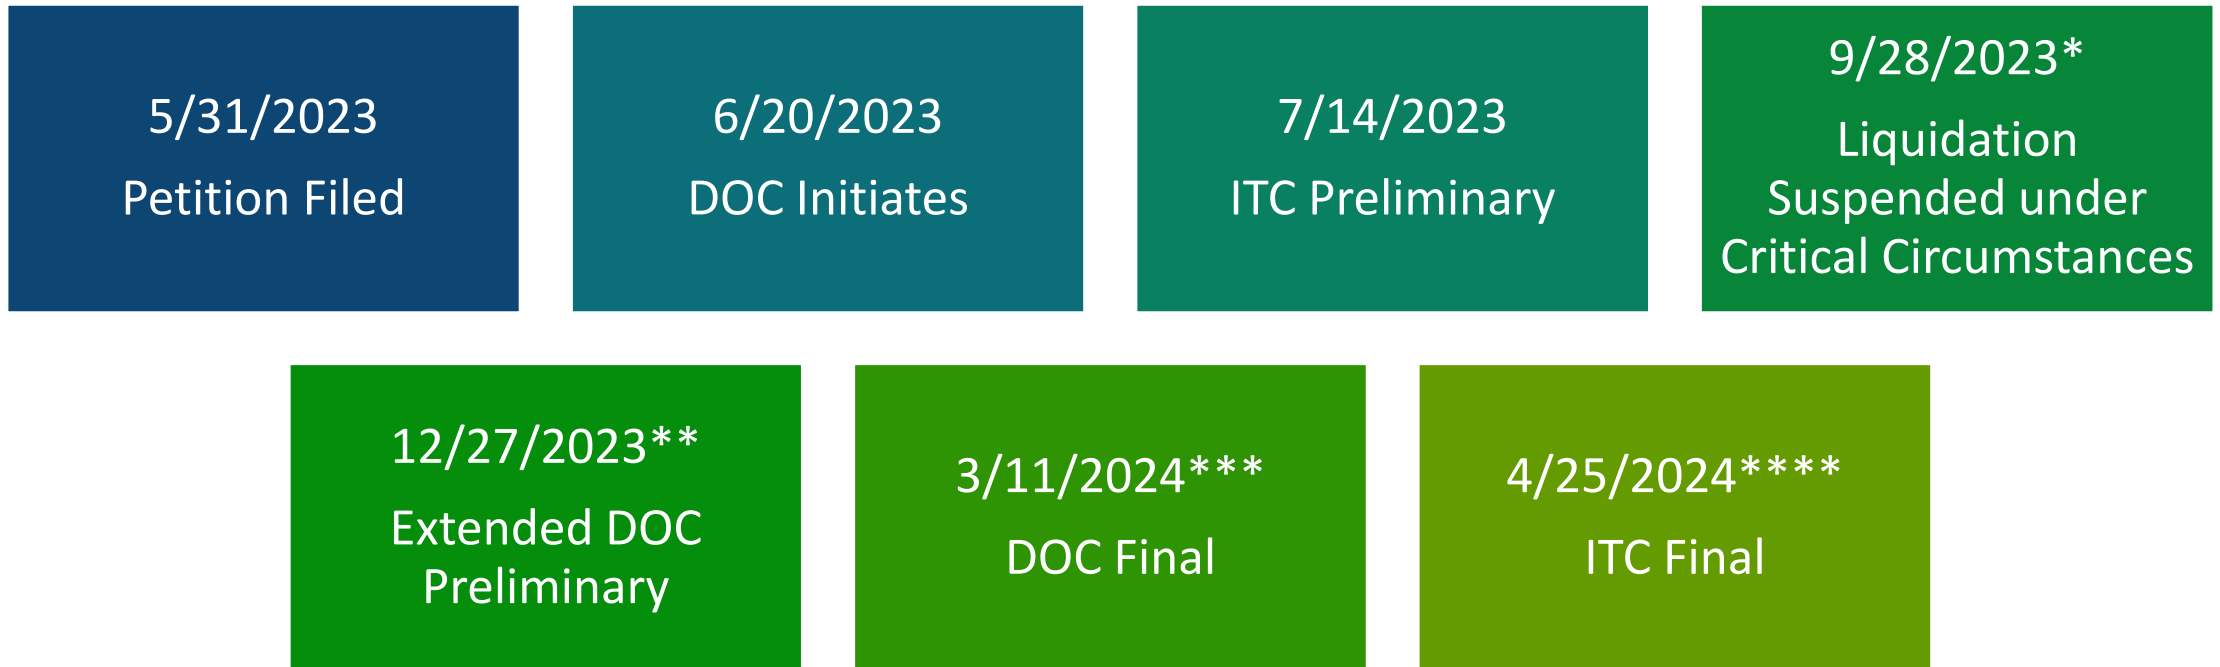 5/31/2023
Petition Filed
6/20/2023
DOC Initiates
7/14/2023
ITC Preliminary
9/28/2023*
Liquidation
Suspended under
Critical Circumstances
12/27/2023**
Extended DOC
Preliminary
3/11/2024***
DOC Final
4/25/2024****
ITC Final